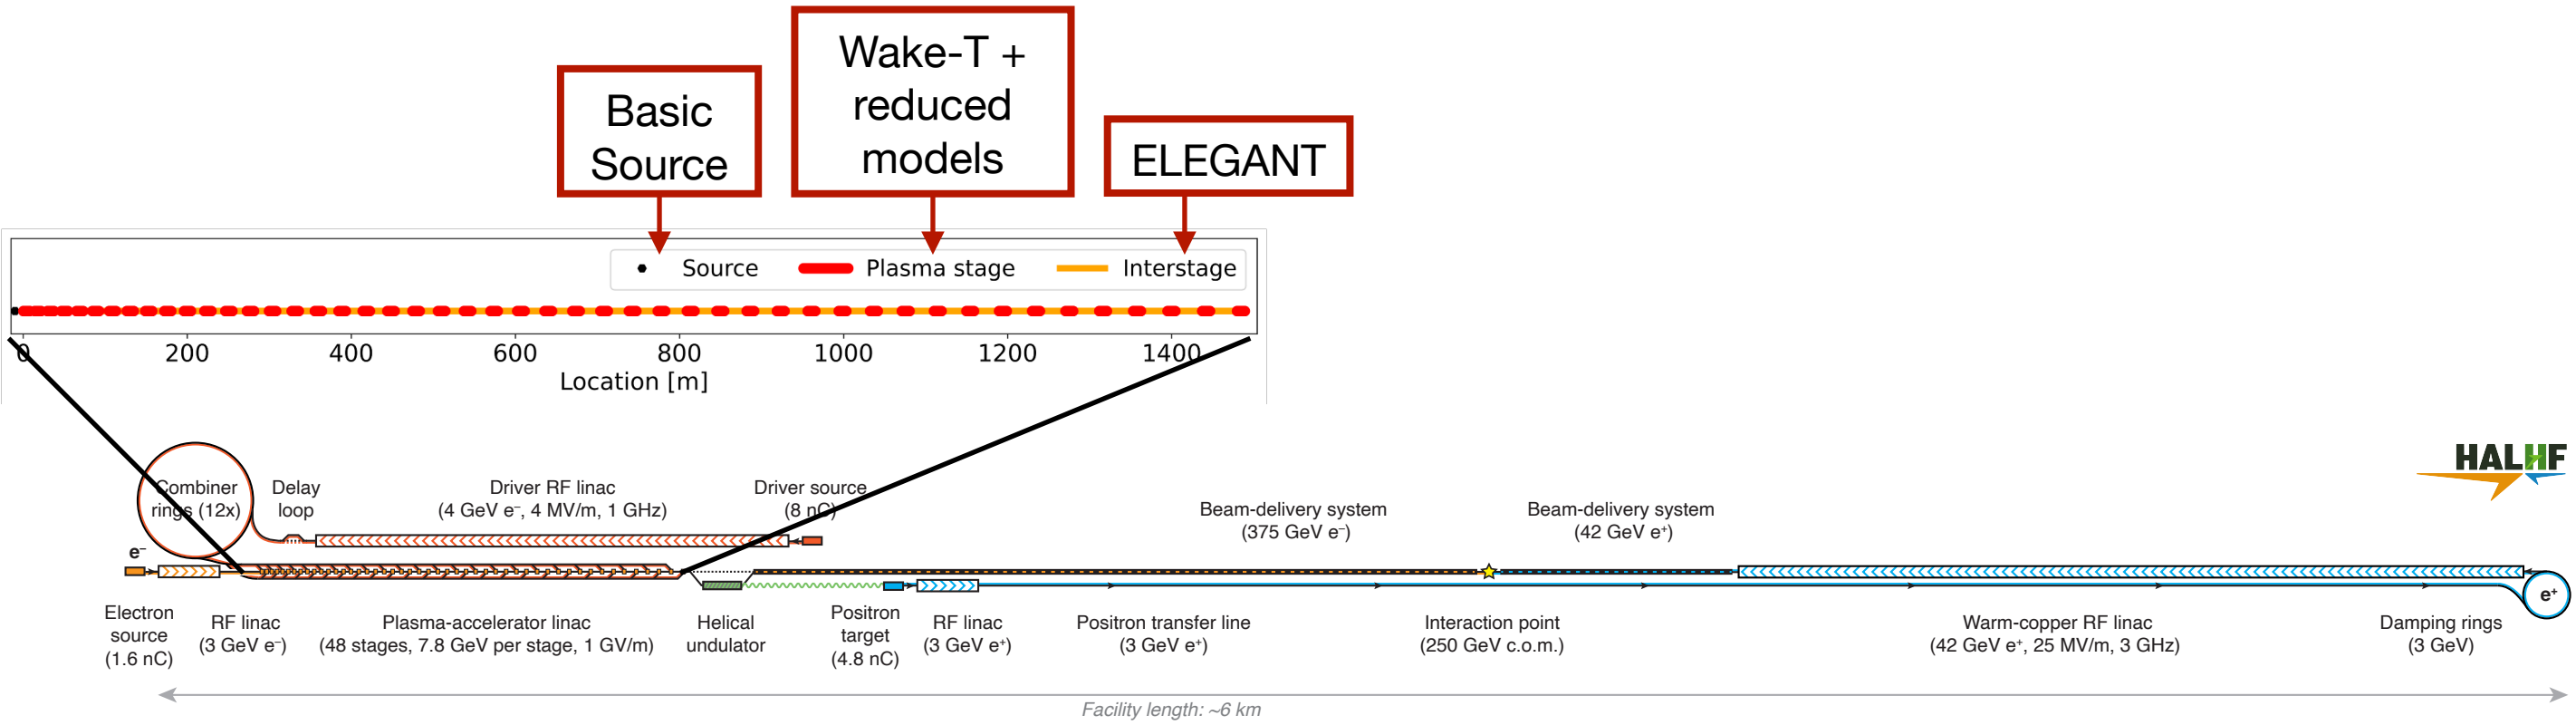 Basic
Source
Wake-T +
reduced
models
ELEGANT
Source
Plasma stage
Interstage
0
200
400
600
800
1000
1200
1400
Location [m]
HALHF
Combiner
rings (12x)
Delay
loop
Driver RF linac
(4 GeV e⁻, 4 MV/m, 1 GHz)
Driver source
(8 nC)
Beam-delivery system
(375 GeV e⁻)
Beam-delivery system
(42 GeV e⁺)
e⁻
e⁺
Electron
source
(1.6 nC)
RF linac
(3 GeV e⁻)
Plasma-accelerator linac
(48 stages, 7.8 GeV per stage, 1 GV/m)
Helical
undulator
Positron
target
(4.8 nC)
RF linac
(3 GeV e⁺)
Positron transfer line
(3 GeV e⁺)
Interaction point
(250 GeV c.o.m.)
Warm-copper RF linac
(42 GeV e⁺, 25 MV/m, 3 GHz)
Damping rings
(3 GeV)
Facility length: ~6 km